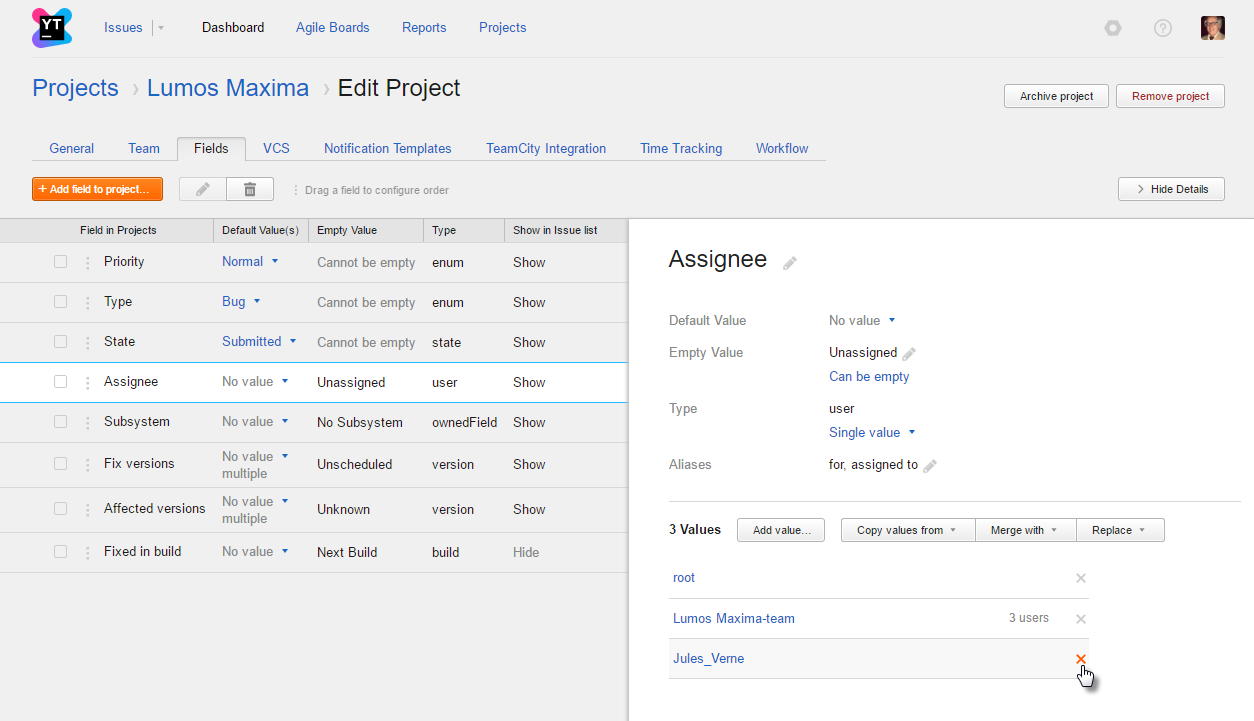 YT
Issues Dashboard Agile Boards Reports Projects
Projects › Lumos Maxima › Edit Project
Archive project Remove project
General Team Fields VCS Notification Templates TeamCity Integration Time Tracking Workflow
+ Add field to project... Drag a field to configure order Hide Details
Field in Projects Default Value(s) Empty Value Type Show in Issue list
Priority Normal Cannot be empty enum Show
Type Bug Cannot be empty enum Show
State Submitted Cannot be empty state Show
Assignee No value Unassigned user Show
Subsystem No value No Subsystem ownedField Show
Fix versions No value multiple Unscheduled version Show
Affected versions No value multiple Unknown version Show
Fixed in build No value Next Build build Hide
Assignee
Default Value No value
Empty Value Unassigned
Can be empty
Type user
Single value
Aliases for, assigned to
3 Values Add value... Copy values from Merge with Replace
root
Lumos Maxima-team 3 users
Jules_Verne